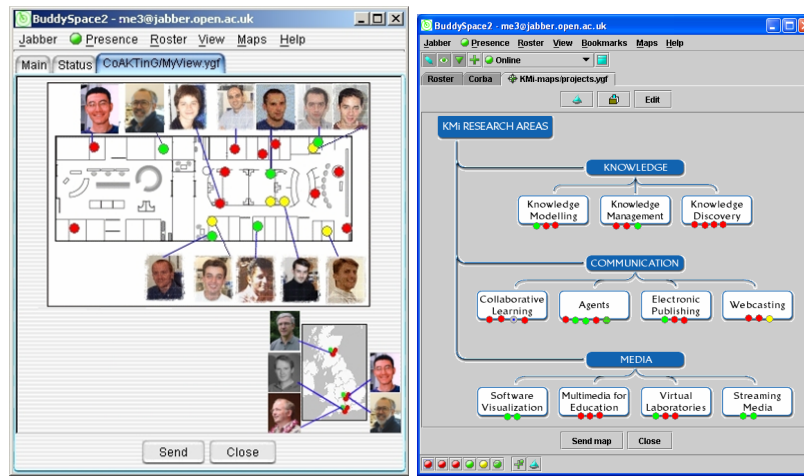 BuddySpace2 - me3@jabber.open.ac.uk
Jabber Presence Roster View Maps Help
Main Status CoAKTinG/MyView.ygf
Send Close
BuddySpace2 - me3@jabber.open.ac.uk
Jabber Presence Roster View Bookmarks Maps Help
Online
Roster Corba KMi-maps/projects.ygf
Edit
KMi RESEARCH AREAS
KNOWLEDGE
Knowledge Modelling
Knowledge Management
Knowledge Discovery
COMMUNICATION
Collaborative Learning
Agents
Electronic Publishing
Webcasting
MEDIA
Software Visualization
Multimedia for Education
Virtual Laboratories
Streaming Media
Send map Close